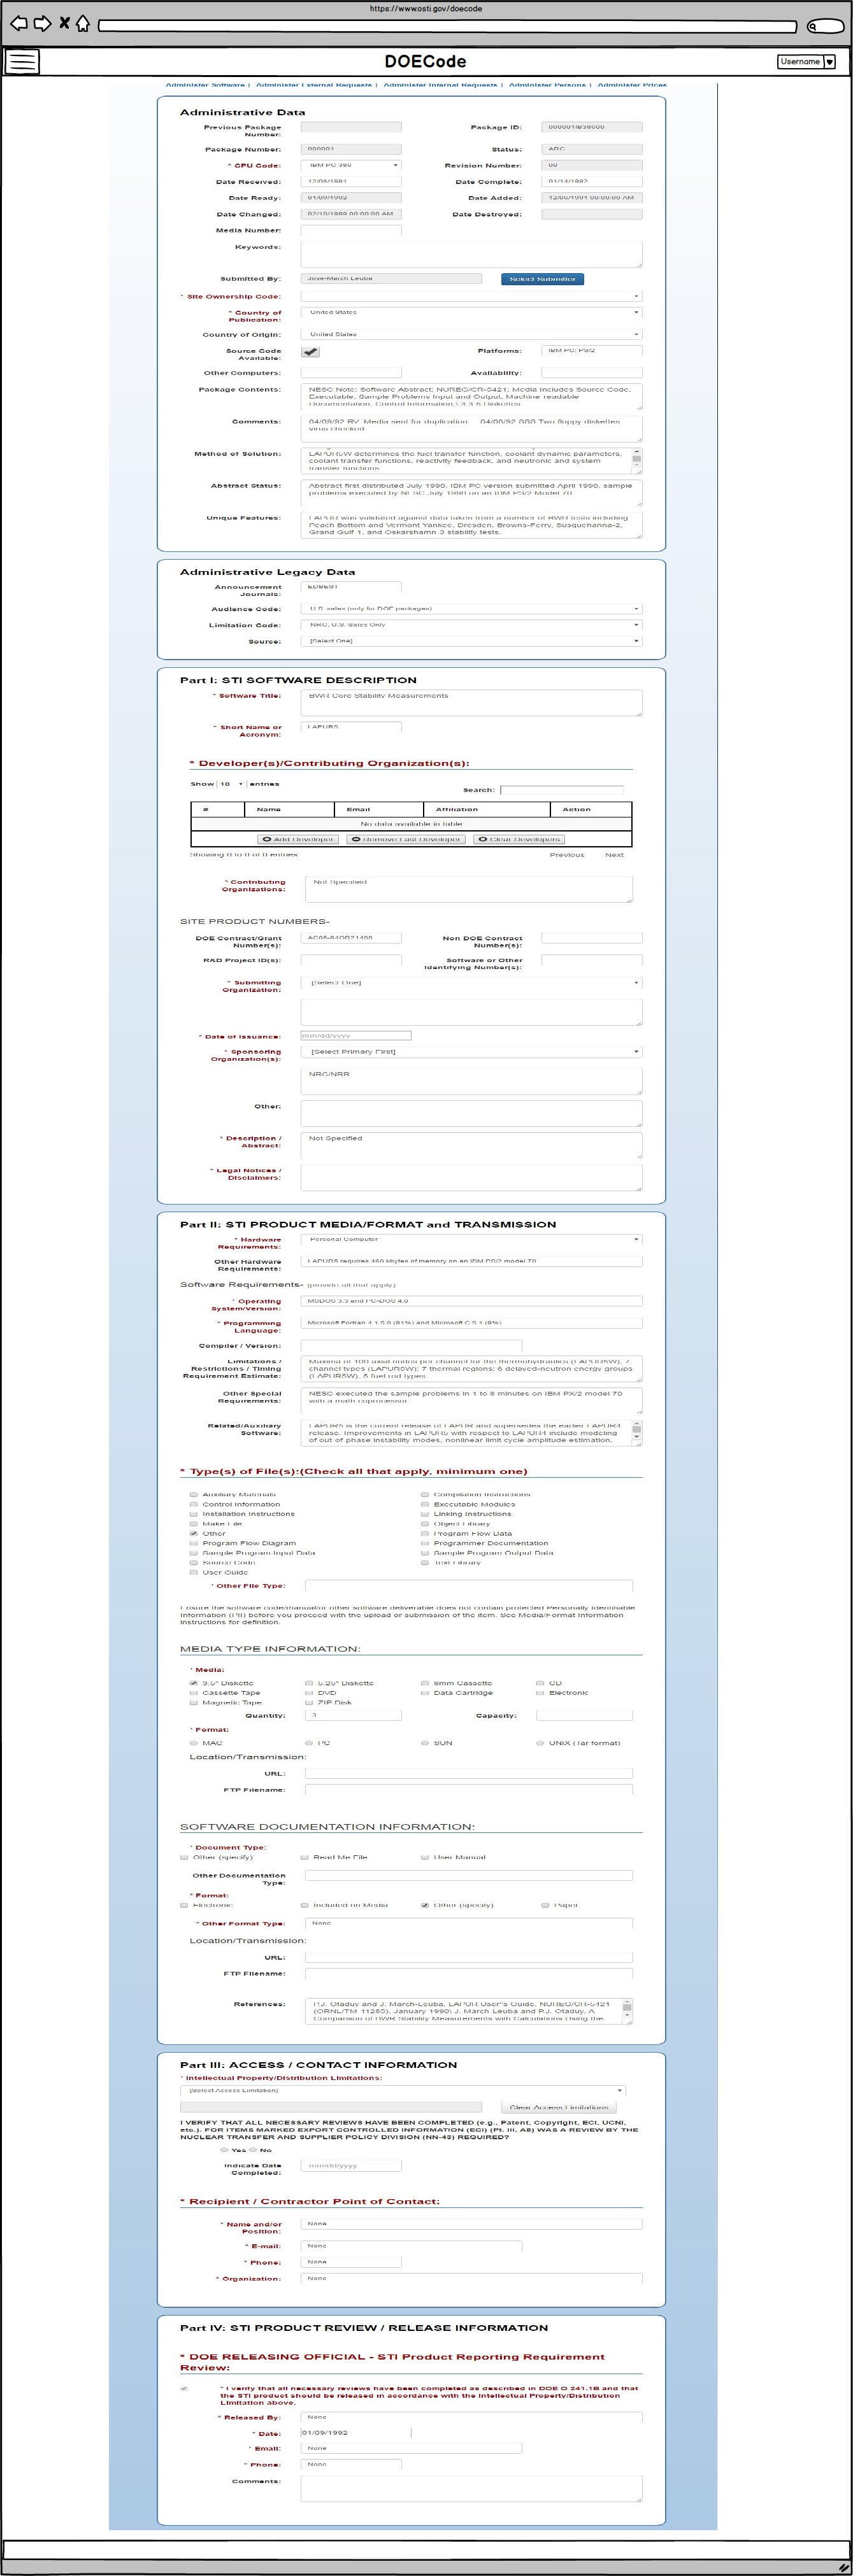 https://www.osti.gov/doecode
DOECode
Username
Administer Software | Administer External Requests | Administer Internal Requests | Administer Persons | Administer Prices
Administrative Data
Previous Package Number:
Package ID:
Package Number: 000001
Status: ARC
* CPU Code: IBM PC 386
Revision Number: 00
Date Received: 12/06/1991
Date Complete: 01/14/1992
Date Ready: 01/09/1992
Date Added: 12/06/1991 00:00:00 AM
Date Changed: 02/10/1999 00:00:00 AM
Date Destroyed:
Media Number:
Keywords:
Submitted By: Jose-March Leuba
Select Submitter
* Site Ownership Code:
* Country of Publication: United States
Country of Origin: United States
Source Code Available:
Platforms: IBM PC; PS/2
Other Computers:
Availability:
Package Contents: NESC Note; Software Abstract; NUREG/CR-5421; Media Includes Source Code,
Executable, Sample Problems Input and Output, Machine readable
Documentation, Control Information,\ 3 3.5 Diskettes
Comments: 04/09/92 RV. Media sent for duplication 04/08/92 SGS Two floppy diskettes
virus checked
Method of Solution: LAPUR5W determines the fuel transfer function, coolant dynamic parameters,
coolant transfer functions, reactivity feedback, and neutronic and system
transfer functions
Abstract Status: Abstract first distributed July 1990. IBM PC version submitted April 1990, sample
problems executed by NESC July 1990 on an IBM PS/2 Model 70
Unique Features: LAPUR was validated against data taken from a number of BWR tests including
Peach Bottom and Vermont Yankee, Dresden, Browns-Ferry, Susquehanna-2,
Grand Gulf 1, and Oskarshamn 3 stability tests.
Administrative Legacy Data
Announcement Journals: EDBE91
Audience Code: U.S. sales (only for DOE packages)
Limitation Code: NRC, U.S. Sales Only
Source: [Select One]
Part I: STI SOFTWARE DESCRIPTION
* Software Title: BWR Core Stability Measurements
* Short Name or Acronym: LAPUR5
* Developer(s)/Contributing Organization(s):
Show 10 entries
Search:
# Name Email Affiliation Action
No data available in table
Add Developer Remove Last Developer Clear Developers
Showing 0 to 0 of 0 entries
Previous Next
* Contributing Organizations: Not Specified
SITE PRODUCT NUMBERS-
DOE Contract/Grant Number(s): AC05-84OR21400
Non DOE Contract Number(s):
R&D Project ID(s):
Software or Other Identifying Number(s):
* Submitting Organization: [Select One]
* Date of Issuance: mm/dd/yyyy
* Sponsoring Organization(s): [Select Primary First]
NRC/NRR
Other:
* Description / Abstract: Not Specified
* Legal Notices / Disclaimers:
Part II: STI PRODUCT MEDIA/FORMAT and TRANSMISSION
* Hardware Requirements: Personal Computer
Other Hardware Requirements: LAPUR5 requires 460 kbytes of memory on an IBM PS/2 model 70
Software Requirements- (provide all that apply)
* Operating System/Version: MSDOS 3.3 and PC-DOS 4.0
* Programming Language: Microsoft Fortran 4.1,5.0 (91%) and Microsoft C 5.1 (9%)
Compiler / Version:
Limitations / Restrictions / Timing Requirement Estimate: Maxima of 100 axial nodes per channel for the thermohydraulics (LAPUR5W), 7
channel types (LAPUR5W); 7 thermal regions; 6 delayed-neutron energy groups
(LAPUR5W), 5 fuel rod types
Other Special Requirements: NESC executed the sample problems in 1 to 8 minutes on IBM PX/2 model 70
with a math coprocessor
Related/Auxiliary Software: LAPUR5 is the current release of LAPUR and supersedes the earlier LAPUR4
release. Improvements in LAPUR5 with respect to LAPUR4 include modeling
of out of phase instability modes, nonlinear limit cycle amplitude estimation,
* Type(s) of File(s):(Check all that apply, minimum one)
Auxiliary Materials
Compilation Instructions
Control Information
Executable Modules
Installation Instructions
Linking Instructions
Make File
Object Library
Other
Program Flow Data
Program Flow Diagram
Programmer Documentation
Sample Program Input Data
Sample Program Output Data
Source Code
Text Library
User Guide
* Other File Type:
Ensure the software code/manual/or other software deliverable does not contain protected Personally Identifiable
Information (PII) before you proceed with the upload or submission of the item. See Media/Format Information
Instructions for definition.
MEDIA TYPE INFORMATION:
* Media:
3.5" Diskette 5.25" Diskette 8mm Cassette CD
Cassette Tape DVD Data Cartridge Electronic
Magnetic Tape ZIP Disk
Quantity: 3
Capacity:
* Format:
MAC PC SUN UNIX (Tar format)
Location/Transmission:
URL:
FTP Filename:
SOFTWARE DOCUMENTATION INFORMATION:
* Document Type:
Other (specify) Read Me File User Manual
Other Documentation Type:
* Format:
Electronic Included on Media Other (specify) Paper
* Other Format Type: None
Location/Transmission:
URL:
FTP Filename:
References: P.J. Otaduy and J. March-Leuba, LAPUR User"s Guide, NUREG/CR-5421
(ORNL/TM 11285), January 1990\ J. March Leuba and P.J. Otaduy, A
Comparison of BWR Stability Measurements with Calculations Using the
Part III: ACCESS / CONTACT INFORMATION
* Intellectual Property/Distribution Limitations:
[Select Access Limitation]
Clear Access Limitations
I VERIFY THAT ALL NECESSARY REVIEWS HAVE BEEN COMPLETED (e.g., Patent, Copyright, ECI, UCNI,
etc.). FOR ITEMS MARKED EXPORT CONTROLLED INFORMATION (ECI) (Pt. III, A8) WAS A REVIEW BY THE
NUCLEAR TRANSFER AND SUPPLIER POLICY DIVISION (NN-43) REQUIRED?
Yes No
Indicate Date Completed: mm/dd/yyyy
* Recipient / Contractor Point of Contact:
* Name and/or Position: None
* E-mail: None
* Phone: None
* Organization: None
Part IV: STI PRODUCT REVIEW / RELEASE INFORMATION
* DOE RELEASING OFFICIAL - STI Product Reporting Requirement
Review:
* I verify that all necessary reviews have been completed as described in DOE O 241.1B and that
the STI product should be released in accordance with the Intellectual Property/Distribution
Limitation above.
* Released By: None
* Date: 01/09/1992
* Email: None
* Phone: None
Comments: